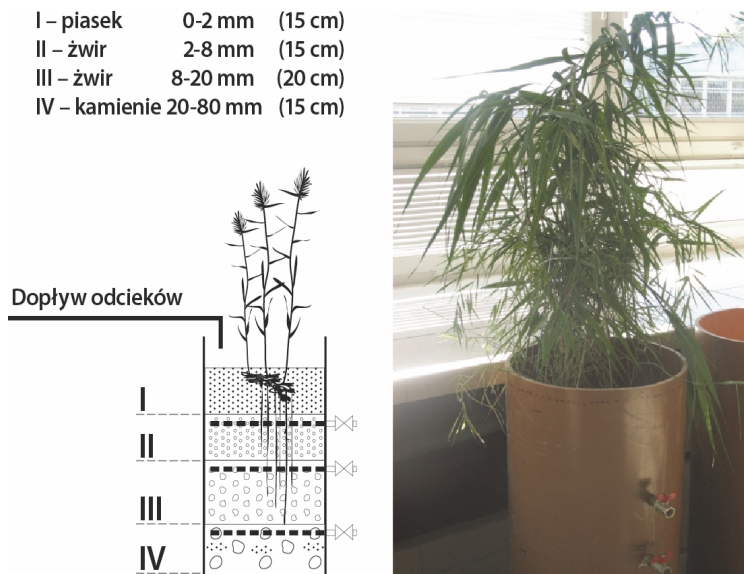 I – piasek 0-2 mm (15 cm)
II – żwir 2-8 mm (15 cm)
III – żwir 8-20 mm (20 cm)
IV – kamienie 20-80 mm (15 cm)
Dopływ odcieków
I
II
III
IV